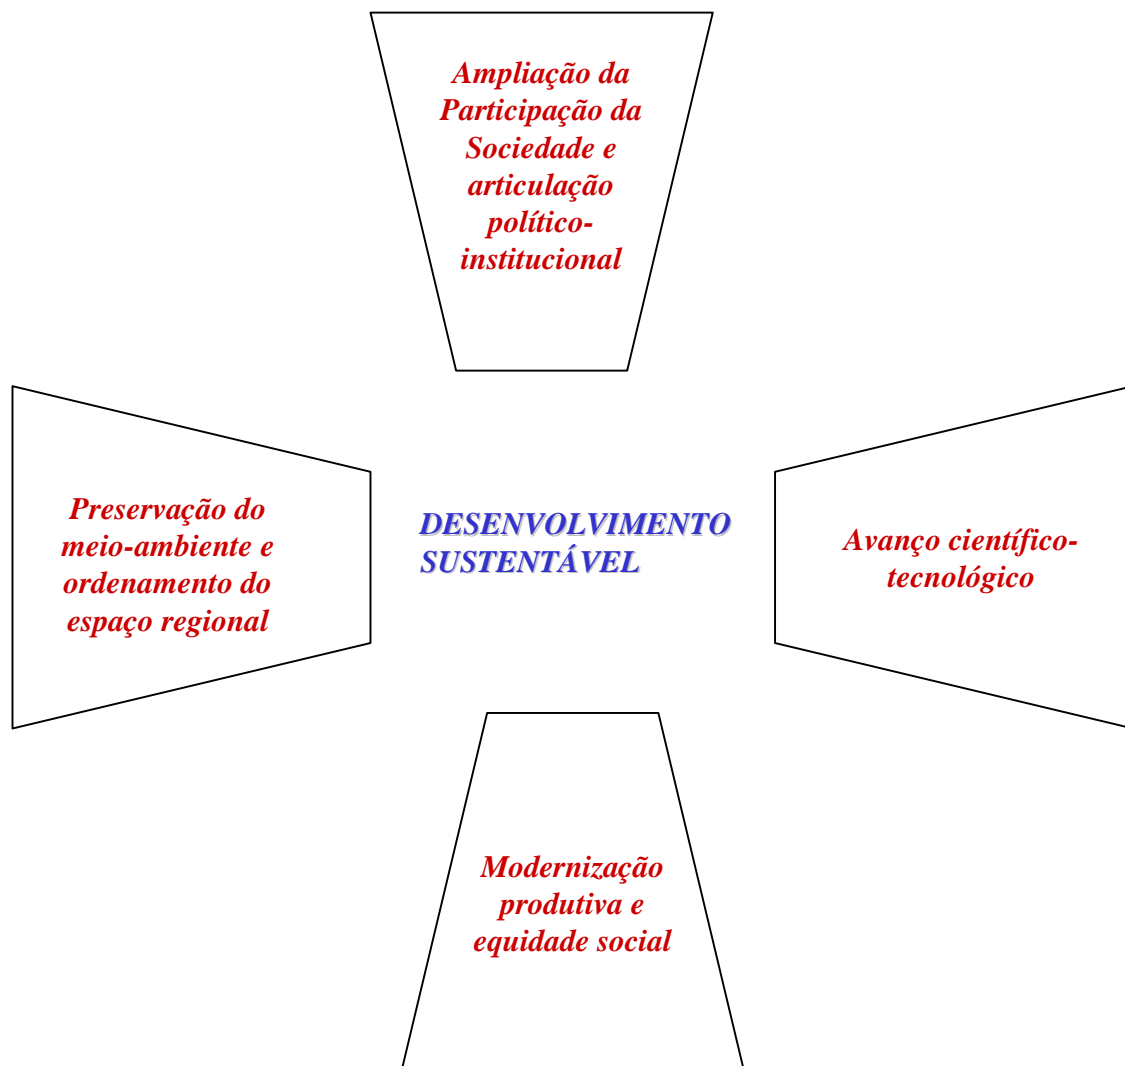 Ampliação da
Participação da
Sociedade e
articulação
político-
institucional
Preservação do
meio-ambiente e
ordenamento do
espaço regional
DESENVOLVIMENTO
SUSTENTÁVEL
Avanço científico-
tecnológico
Modernização
produtiva e
equidade social